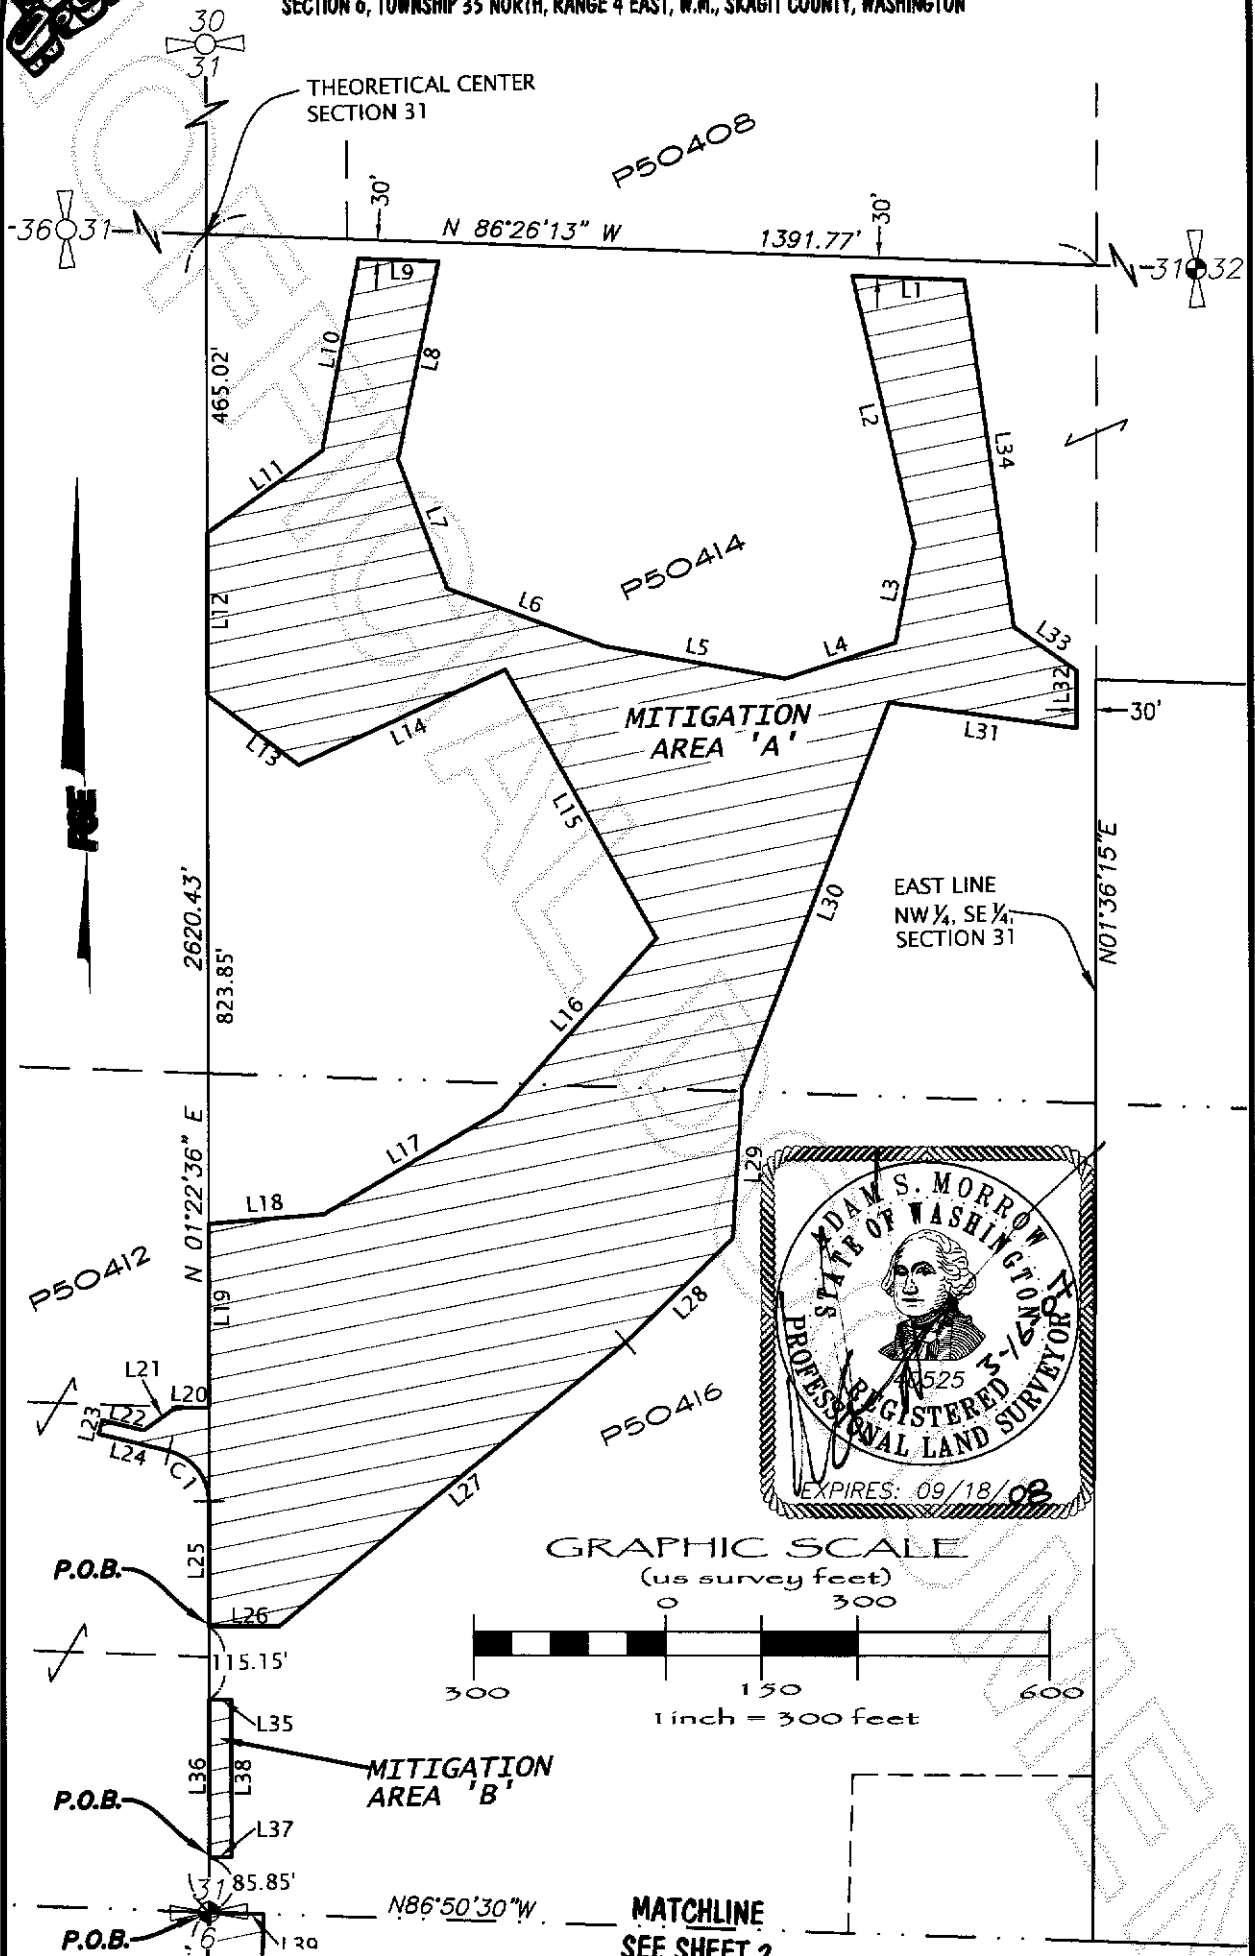 SECTION 6, TOWNSHIP 35 NORTH, RANGE 4 EAST, W.M., SKAGIT COUNTY, WASHINGTON
30
31
THEORETICAL CENTER
SECTION 31
P50408
36 31
30'
N 86°26'13" W
1391.77'
30'
31 32
L9
L1
L10
L8
465.02'
L2
L34
L11
L7
P50414
L12
L6
L3
L5
L4
L33
L32
30'
L13
L14
MITIGATION
AREA 'A'
L31
L15
2620.43'
823.85'
L30
EAST LINE
NW ¼, SE ¼,
SECTION 31
N01°36'15"E
L16
N 01°22'36" E
L17
L18
L29
P50412
L19
L28
ADAM S. MORROW
STATE OF WASHINGTON
REGISTERED
PROFESSIONAL LAND SURVEYOR
EXPIRES: 09/18/08
L21
L20
L22
L23
L24
C1
P50416
L27
L25
P.O.B.
L26
GRAPHIC SCALE
(us survey feet)
0 300
300 150 600
1 inch = 300 feet
115.15'
L35
L36
L38
MITIGATION
AREA 'B'
P.O.B.
L37
85.85'
31
6
N86°50'30"W
MATCHLINE
SEE SHEET 2
P.O.B.
L39
UNOFFICIAL DOCUMENT